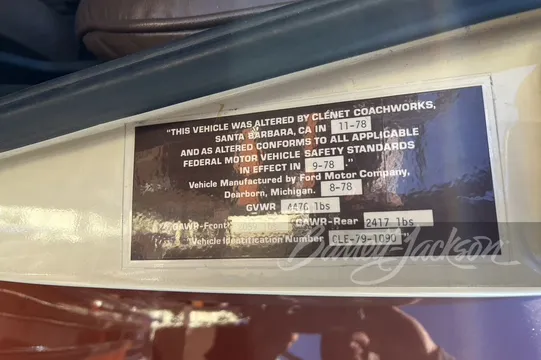 "THIS VEHICLE WAS ALTERED BY CLENET COACHWORKS,
SANTA BARBARA, CA IN 11-78
AND AS ALTERED CONFORMS TO ALL APPLICABLE
FEDERAL MOTOR VEHICLE SAFETY STANDARDS
IN EFFECT IN 9-78 ."
Vehicle Manufactured by Ford Motor Company,
Dearborn, Michigan. 8-78
GVWR 4476 lbs
GAWR-Front GAWR-Rear 2417 lbs
Vehicle Identification Number CLE-79-1090 "
Barrett-Jackson